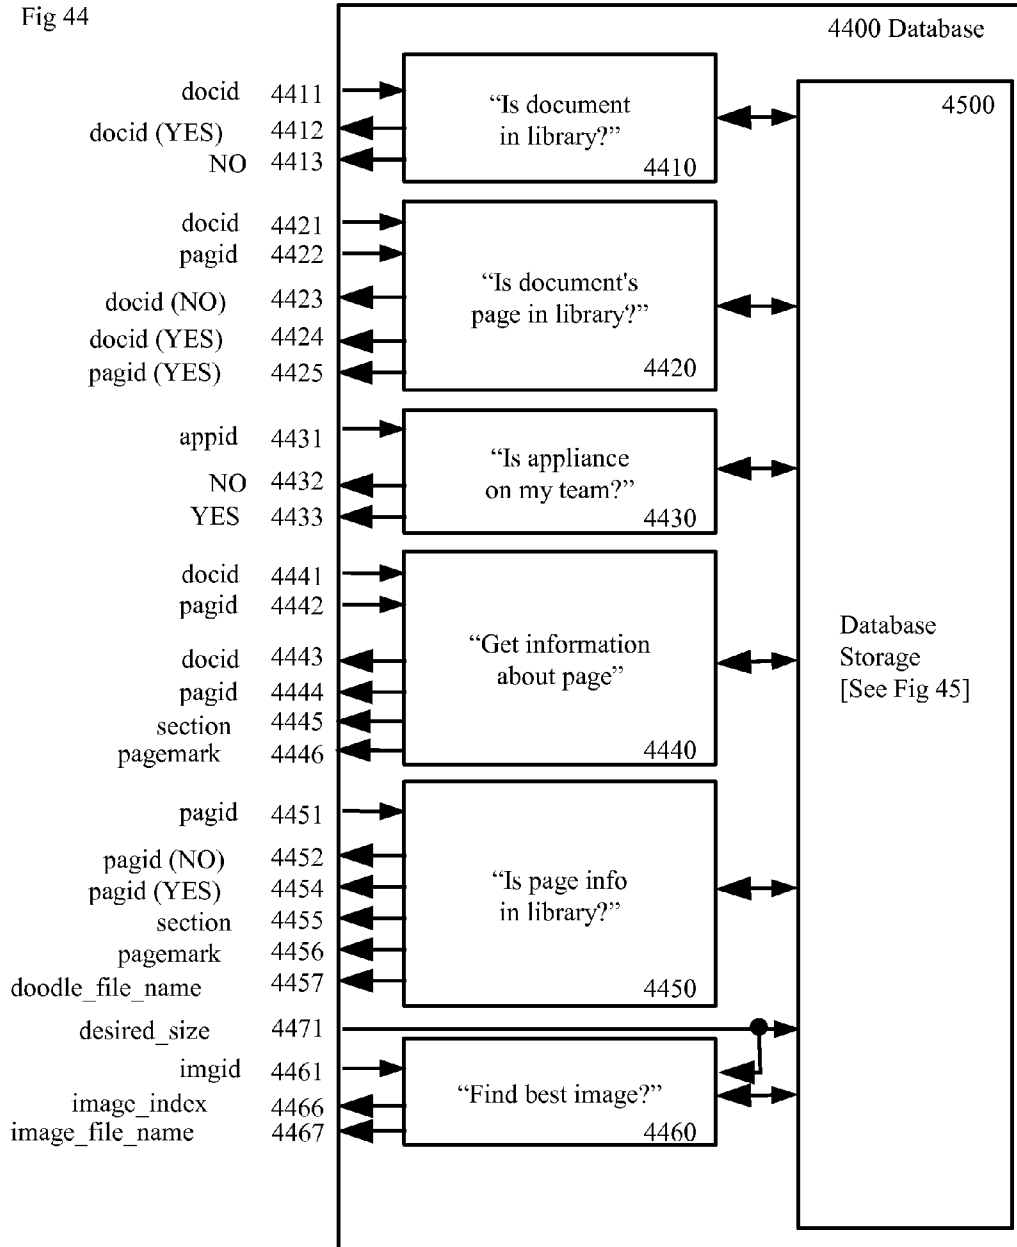 Fig 44
4400 Database
4500
docid 4411
docid (YES) 4412
NO 4413
“Is document
in library?”
4410
docid 4421
pagid 4422
docid (NO) 4423
docid (YES) 4424
pagid (YES) 4425
“Is document's
page in library?”
4420
appid 4431
NO 4432
YES 4433
“Is appliance
on my team?”
4430
docid 4441
pagid 4442
docid 4443
pagid 4444
section 4445
pagemark 4446
“Get information
about page”
4440
Database
Storage
[See Fig 45]
pagid 4451
pagid (NO) 4452
pagid (YES) 4454
section 4455
pagemark 4456
doodle_file_name 4457
“Is page info
in library?”
4450
desired_size 4471
imgid 4461
image_index 4466
image_file_name 4467
“Find best image?”
4460